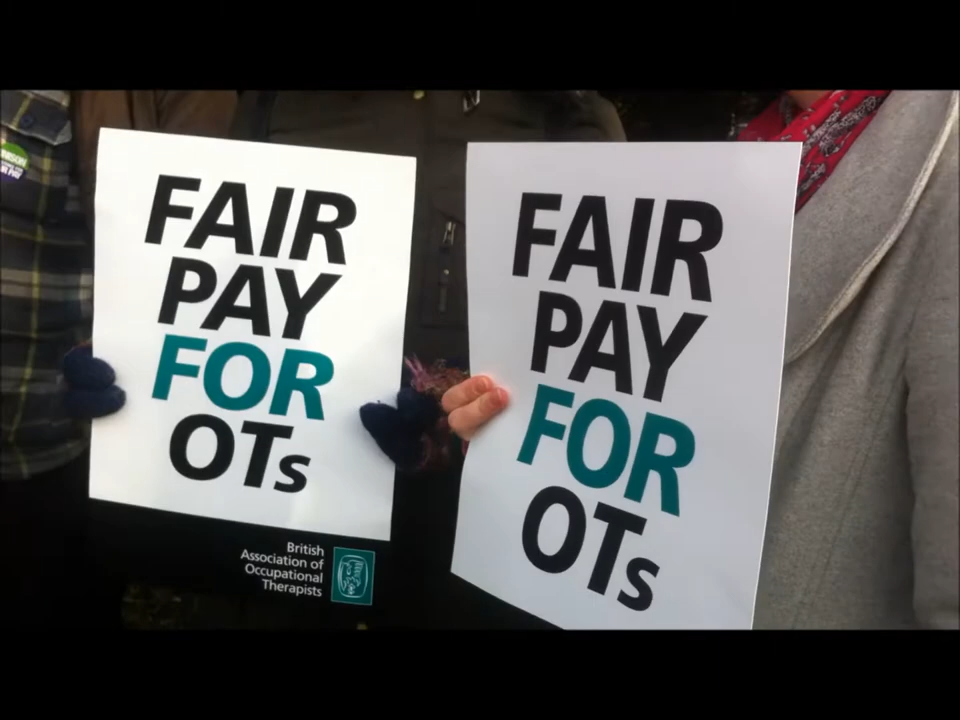 FAIR
PAY
FOR
OTs
British
Association of
Occupational
Therapists
FAIR
PAY
FOR
OTs